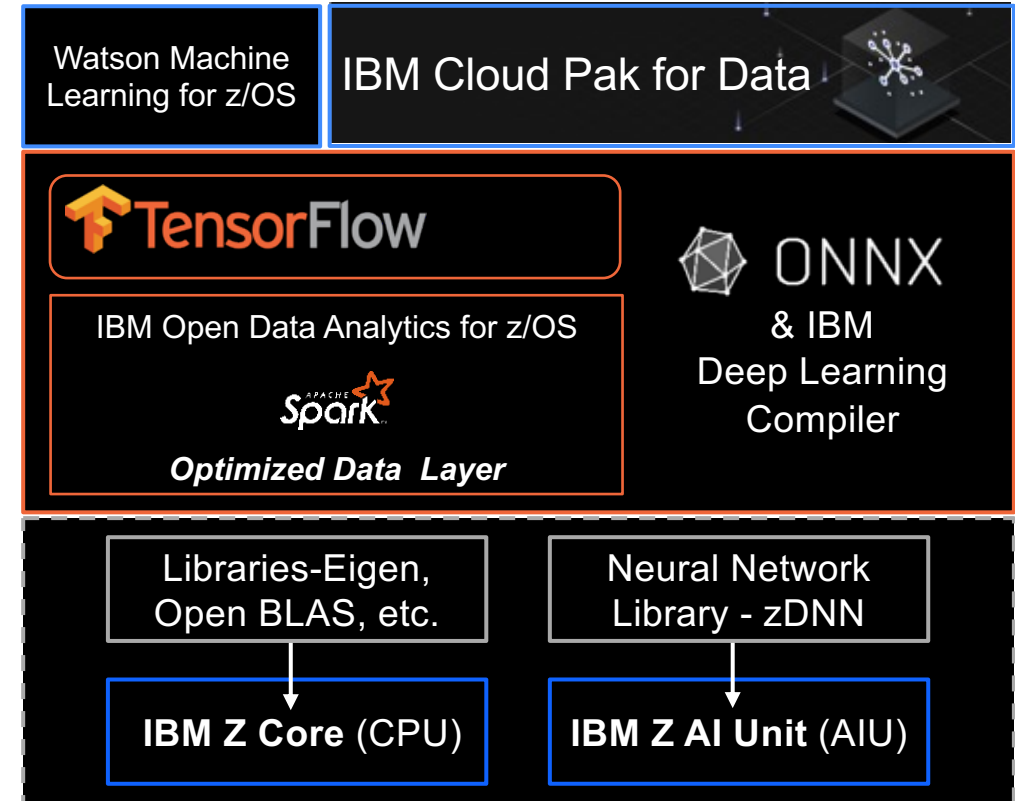 Watson Machine
Learning for z/OS
IBM Cloud Pak for Data
TensorFlow
IBM Open Data Analytics for z/OS
APACHE
Spark
Optimized Data Layer
ONNX
& IBM
Deep Learning
Compiler
Libraries-Eigen,
Open BLAS, etc.
Neural Network
Library - zDNN
IBM Z Core (CPU)
IBM Z AI Unit (AIU)